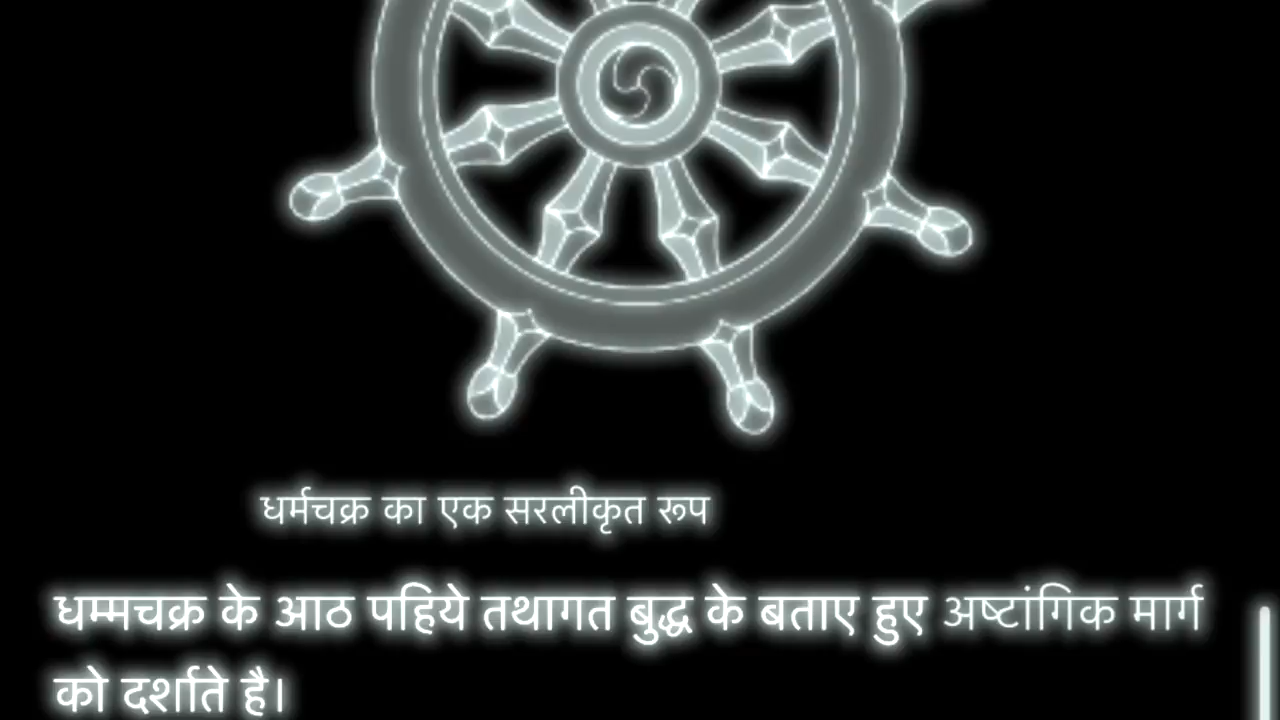 धर्मचक्र का एक सरलीकृत रूप
धम्मचक्र के आठ पहिये तथागत बुद्ध के बताए हुए अष्टांगिक मार्ग
को दर्शाते है।